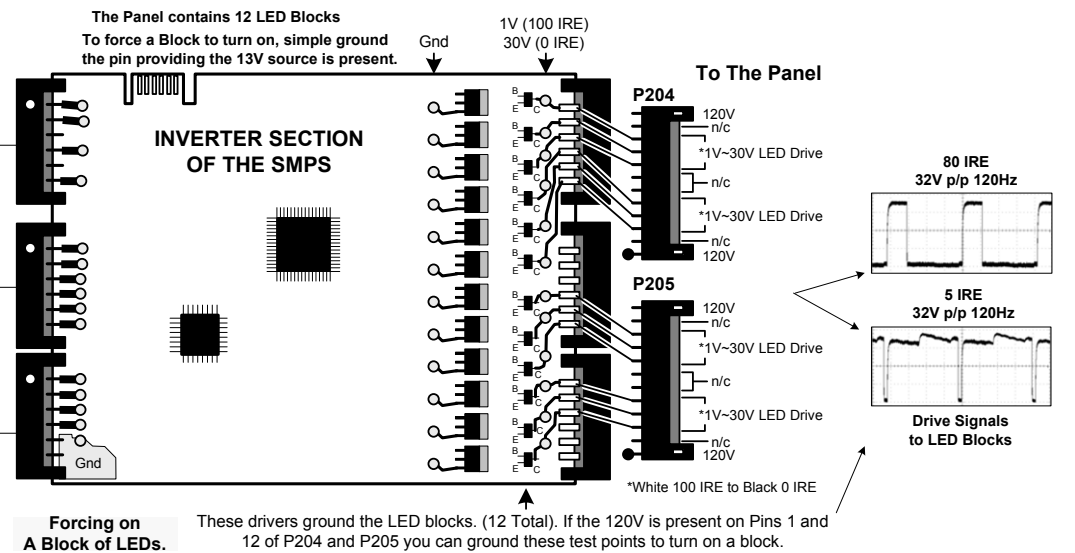 The Panel contains 12 LED Blocks
To force a Block to turn on, simple ground
the pin providing the 13V source is present.
Gnd
1V (100 IRE)
30V (0 IRE)
To The Panel
INVERTER SECTION
OF THE SMPS
B
E
C
B
E
C
B
E
C
B
E
C
B
E
C
B
E
C
B
E
C
B
E
C
B
E
C
B
E
C
B
E
C
B
E
C
P204
120V
n/c
*1V~30V LED Drive
n/c
*1V~30V LED Drive
n/c
120V
P205
120V
n/c
*1V~30V LED Drive
n/c
*1V~30V LED Drive
n/c
120V
*White 100 IRE to Black 0 IRE
80 IRE
32V p/p 120Hz
5 IRE
32V p/p 120Hz
Drive Signals
to LED Blocks
Gnd
Forcing on
A Block of LEDs.
These drivers ground the LED blocks. (12 Total). If the 120V is present on Pins 1 and
12 of P204 and P205 you can ground these test points to turn on a block.